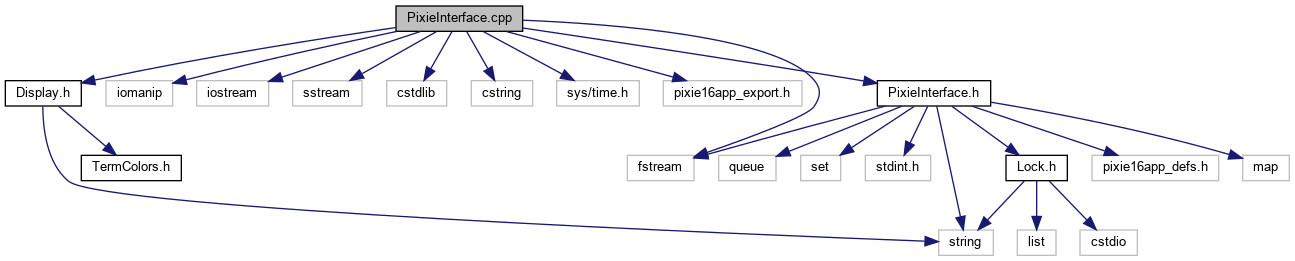 PixieInterface.cpp
Display.h
iomanip
iostream
sstream
cstdlib
cstring
sys/time.h
pixie16app_export.h
PixieInterface.h
TermColors.h
fstream
queue
set
stdint.h
Lock.h
pixie16app_defs.h
map
string
list
cstdio